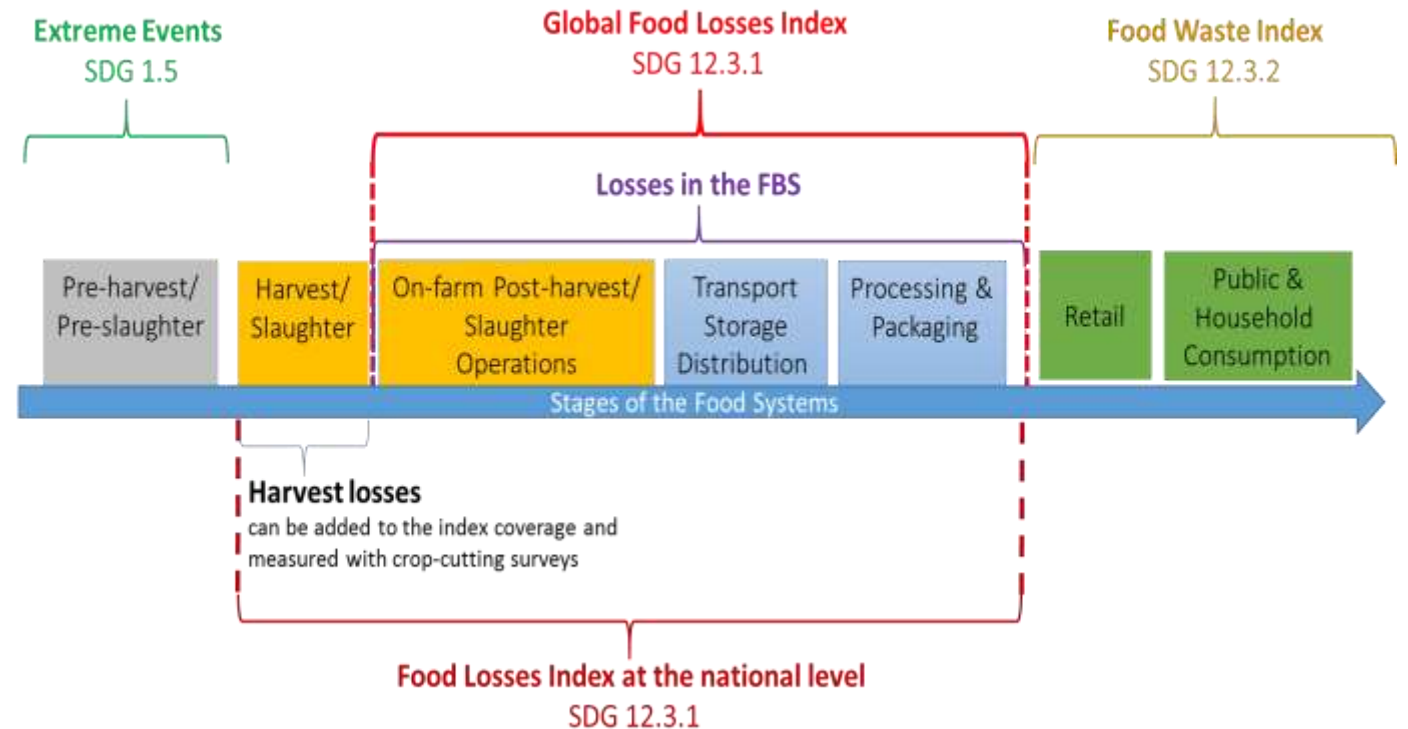 Extreme Events
SDG 1.5
Global Food Losses Index
SDG 12.3.1
Food Waste Index
SDG 12.3.2
Losses in the FBS
Pre-harvest/
Pre-slaughter
Harvest/
Slaughter
On-farm Post-harvest/
Slaughter
Operations
Transport
Storage
Distribution
Processing &
Packaging
Retail
Public &
Household
Consumption
Stages of the Food Systems
Harvest losses
can be added to the index coverage and
measured with crop-cutting surveys
Food Losses Index at the national level
SDG 12.3.1